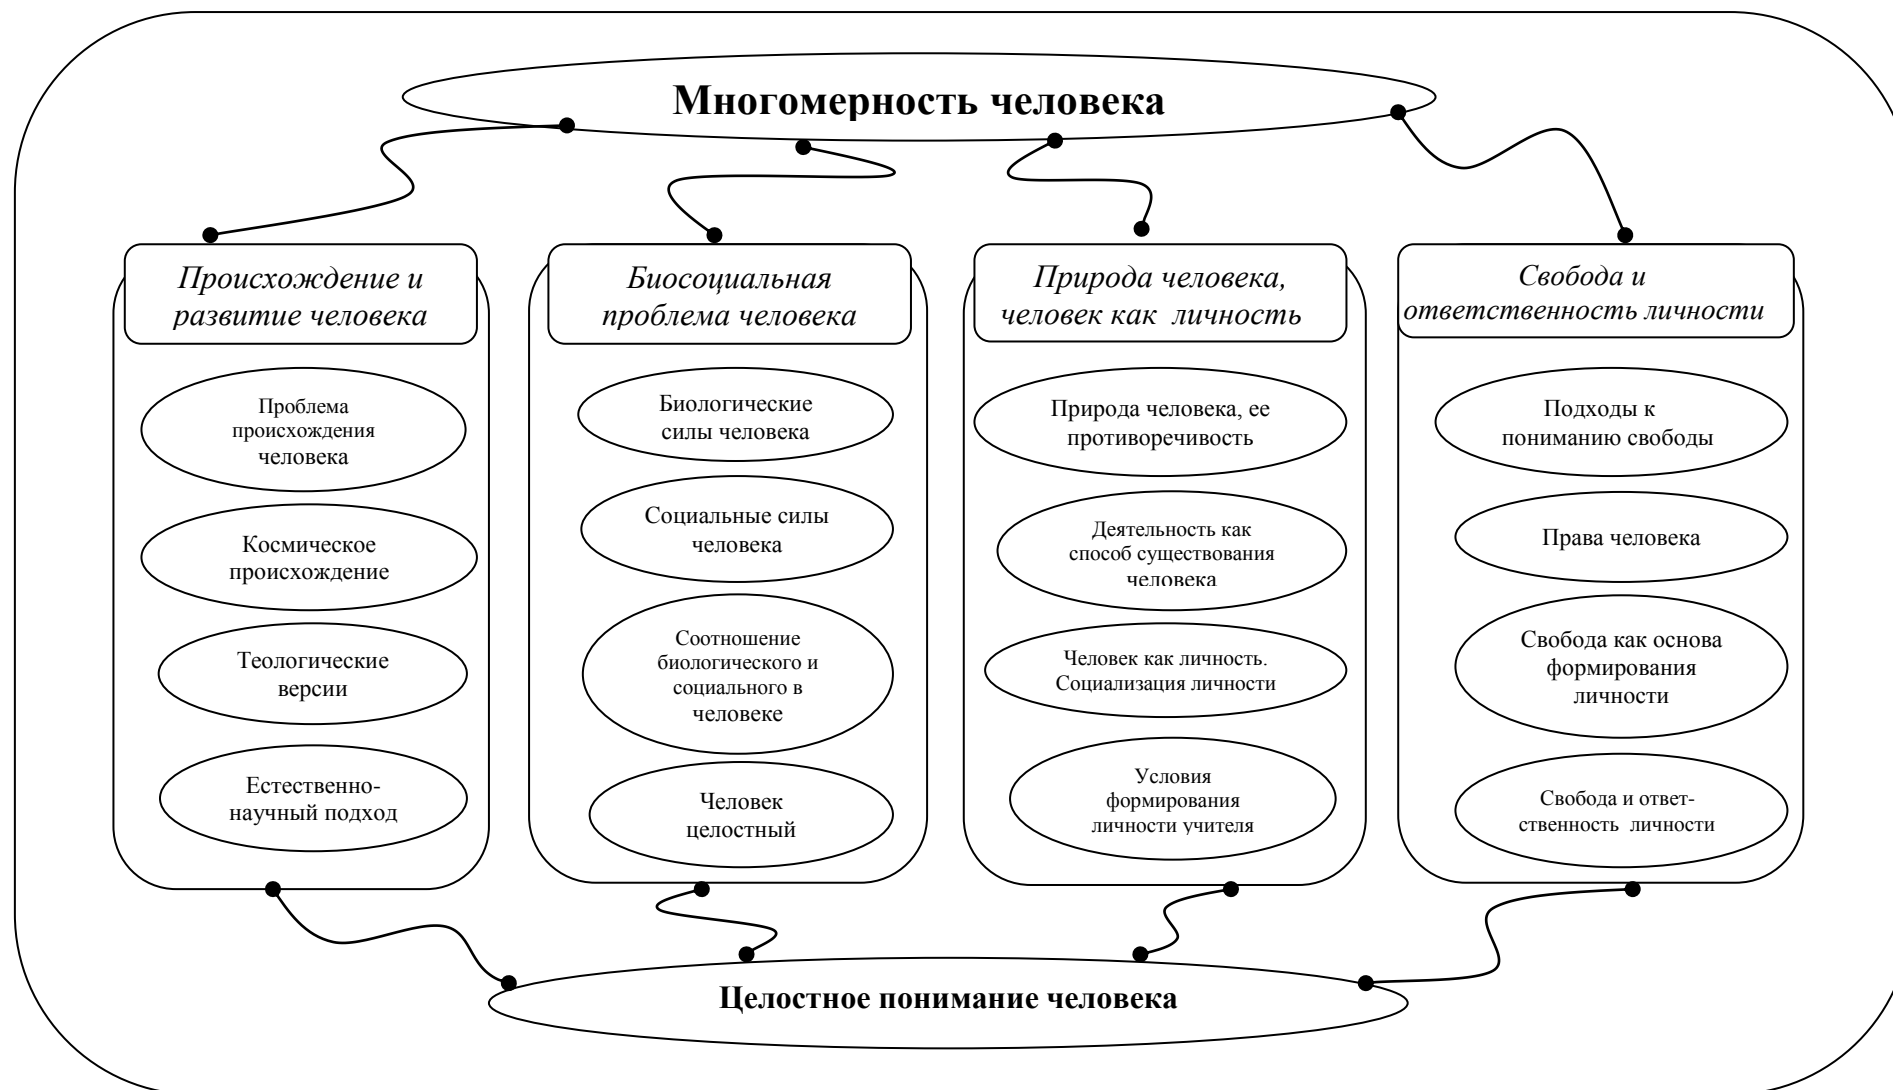 Многомерность человека
Происхождение и
развитие человека
Проблема
происхождения
человека
Космическое
происхождение
Теологические
версии
Естественно-
научный подход
Биосоциальная
проблема человека
Биологические
силы человека
Социальные силы
человека
Соотношение
биологического и
социального в
человеке
Человек
целостный
Природа человека,
человек как личность
Природа человека, ее
противоречивость
Деятельность как
способ существования
человека
Человек как личность.
Социализация личности
Условия
формирования
личности учителя
Свобода и
ответственность личности
Подходы к
пониманию свободы
Права человека
Свобода как основа
формирования
личности
Свобода и ответ-
ственность личности
Целостное понимание человека